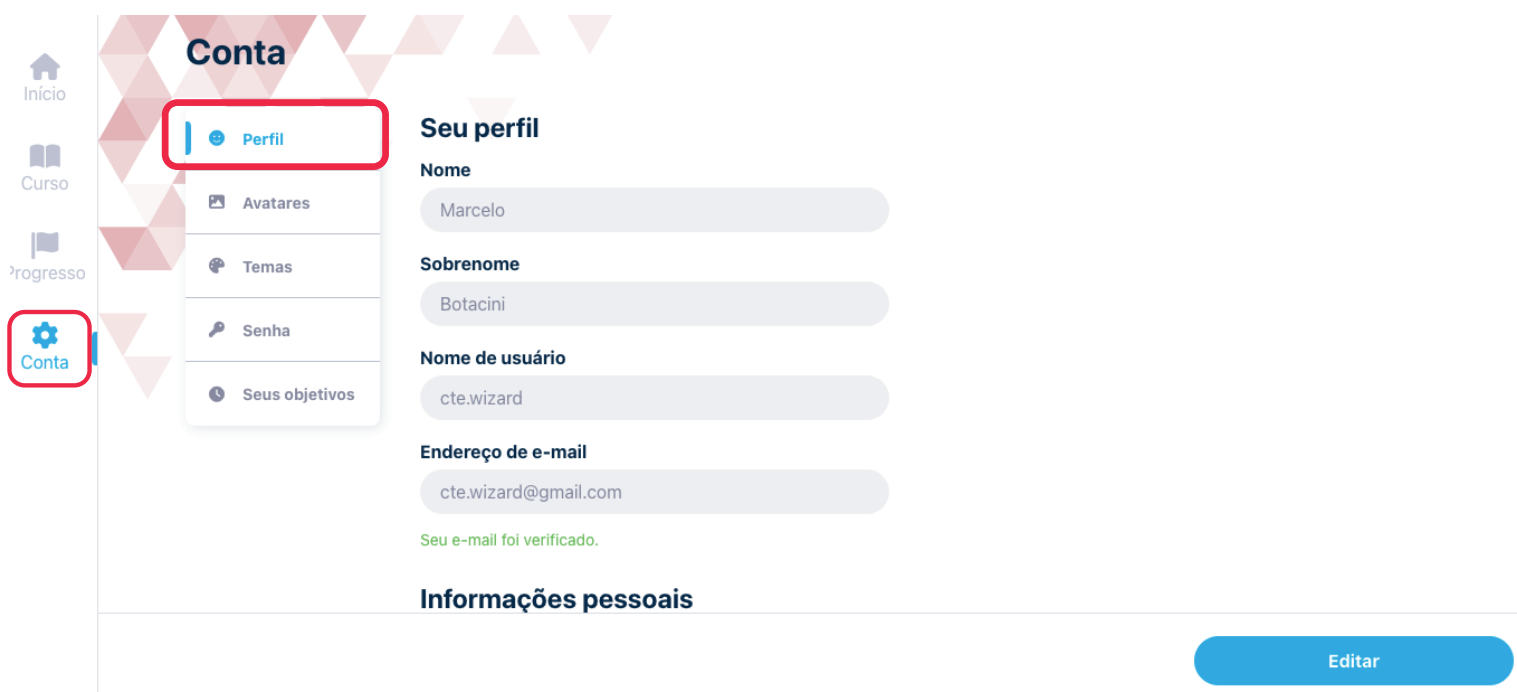 Início
Curso
Progresso
Conta
Conta
Perfil
Avatares
Temas
Senha
Seus objetivos
Seu perfil
Nome
Marcelo
Sobrenome
Botacini
Nome de usuário
cte.wizard
Endereço de e-mail
cte.wizard@gmail.com
Seu e-mail foi verificado.
Informações pessoais
Editar